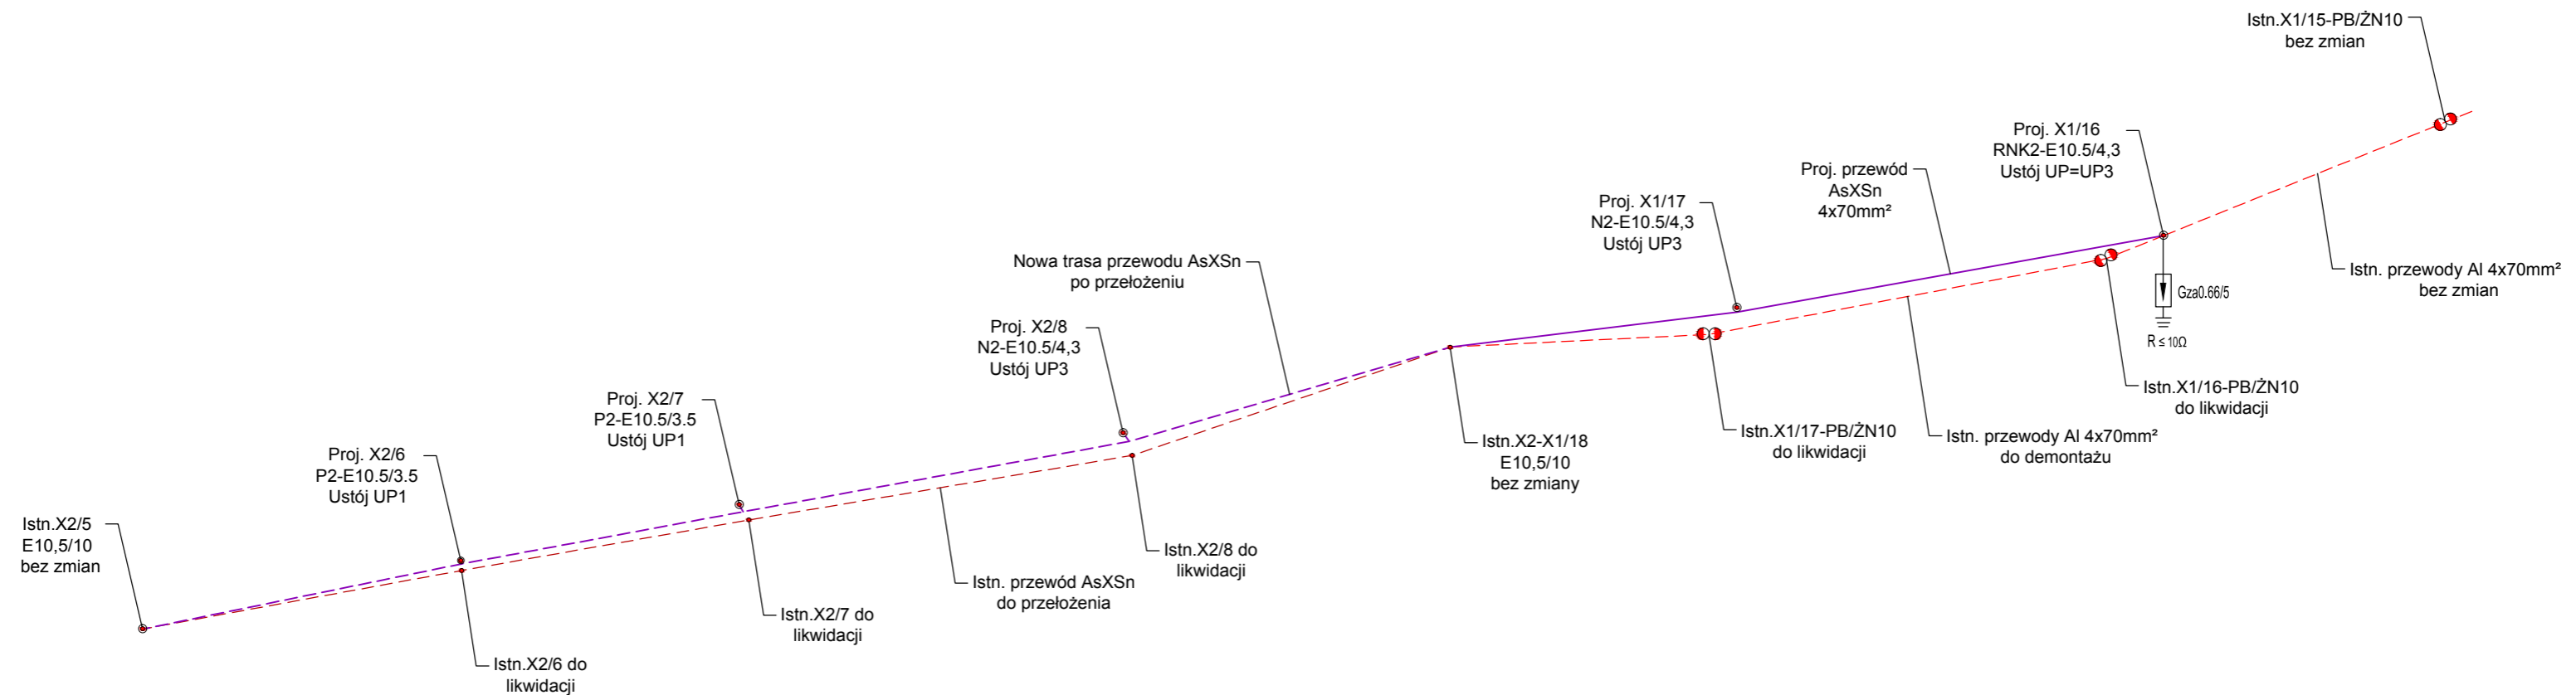 Istn.X1/15-PB/ŻN10
bez zmian
Proj. X1/16
RNK2-E10.5/4,3
Ustój UP=UP3
Proj. przewód
AsXSn
4x70mm²
Proj. X1/17
N2-E10.5/4,3
Ustój UP3
Nowa trasa przewodu AsXSn
po przełożeniu
Istn. przewody Al 4x70mm²
bez zmian
Gza0.66/5
R ≤ 10Ω
Proj. X2/8
N2-E10.5/4,3
Ustój UP3
Istn.X1/16-PB/ŻN10
do likwidacji
Proj. X2/7
P2-E10.5/3.5
Ustój UP1
Istn.X2-X1/18
E10,5/10
bez zmiany
Istn.X1/17-PB/ŻN10
do likwidacji
Istn. przewody Al 4x70mm²
do demontażu
Proj. X2/6
P2-E10.5/3.5
Ustój UP1
Istn.X2/5
E10,5/10
bez zmian
Istn.X2/8 do
likwidacji
Istn. przewód AsXSn
do przełożenia
Istn.X2/7 do
likwidacji
Istn.X2/6 do
likwidacji